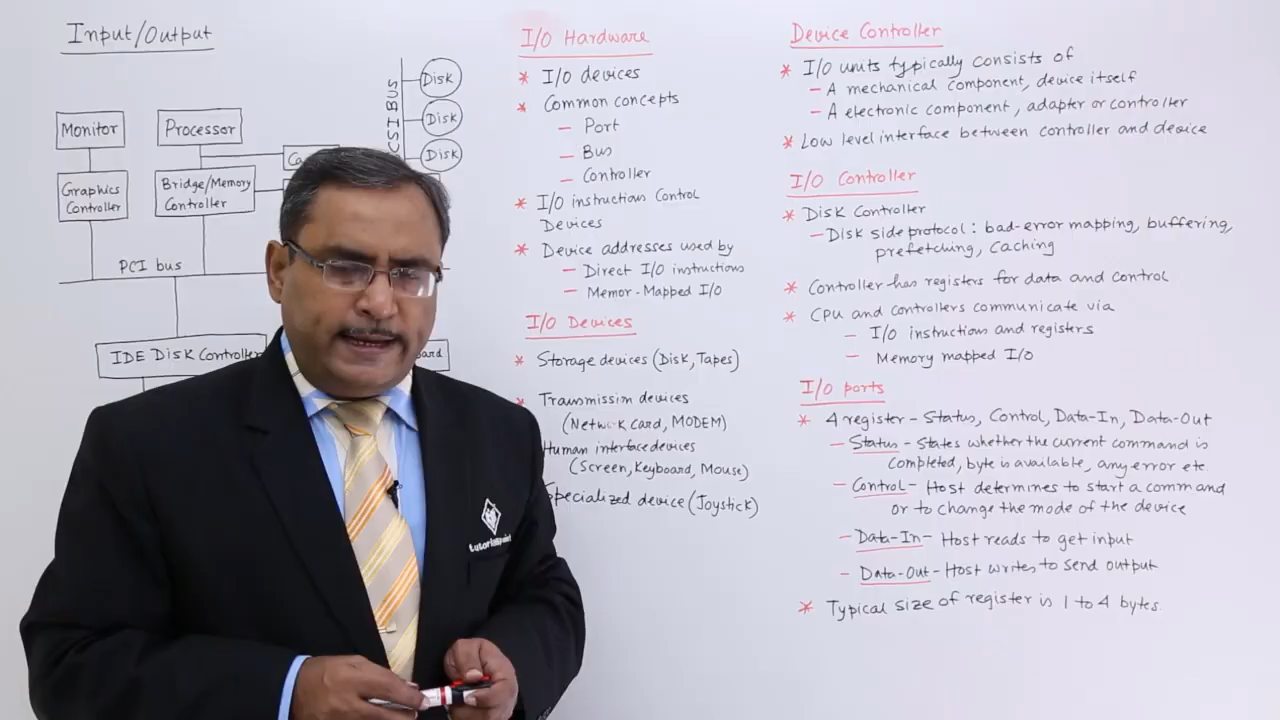 Input/Output
Monitor
Processor
Graphics
Controller
Bridge/Memory
Controller
CSI BUS
Disk
Disk
Disk
PCI bus
IDE Disk Controller
tutorialspoint
I/O Hardware
* I/O devices
* Common concepts
– Port
– Bus
– Controller
* I/O instructions Control
Devices
* Device addresses used by
– Direct I/O instructions
– Memor-Mapped I/O
I/O Devices
* Storage devices (Disk, Tapes)
* Transmission devices
(Network card, MODEM)
Human interface devices
(Screen, Keyboard, Mouse)
Specialized device (Joystick)
Device Controller
* I/O units typically consists of
– A mechanical component, device itself
– A electronic component, adapter or controller
* Low level interface between controller and device
I/O Controller
* Disk Controller
– Disk side protocol : bad-error mapping, buffering,
prefetching, Caching
* Controller has registers for data and control
* CPU and controllers communicate via
– I/O instructions and registers
– Memory mapped I/O
I/O ports
* 4 register – Status, Control, Data-In, Data-Out
– Status – States whether the current command is
completed, byte is available, any error etc.
– Control – Host determines to start a command
or to change the mode of the device
– Data-In – Host reads to get input
– Data-Out – Host writes to send output
* Typical size of register is 1 to 4 bytes.